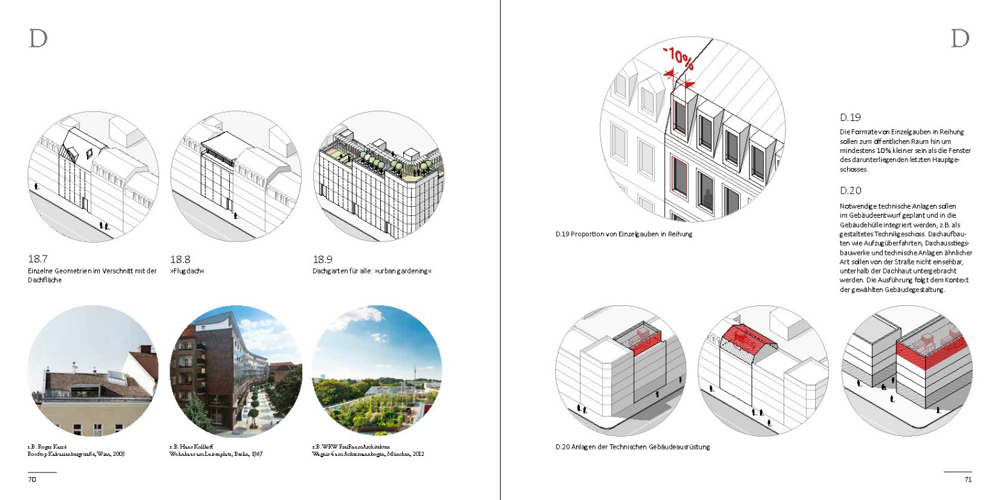 D
18.7
Einzelne Geometrien im Verschnitt mit der
Dachfläche
18.8
»Flugdach«
18.9
Dachgarten für alle: »urban gardening«
z.B. Roger Karré
Rooftop Kalvarienbergstraße, Wien, 2003
z.B. Hans Kollhoff
Wohnhaus am Luisenplatz, Berlin, 1987
z.B. WRW FreiRaumArchitekten
Wagnis 4 am Ackermannbogen, München, 2012
70
D
-10%
D.19 Proportion von Einzelgauben in Reihung
D.19
Die Formate von Einzelgauben in Reihung
sollen zum öffentlichen Raum hin um
mindestens 10% kleiner sein als die Fenster
des darunterliegenden letzten Hauptge-
schosses.
D.20
Notwendige technische Anlagen sollen
im Gebäudeentwurf geplant und in die
Gebäudehülle integriert werden, z.B. als
gestaltetes Technikgeschoss. Dachaufbau-
ten wie Aufzugüberfahrten, Dachausstiegs-
bauwerke und technische Anlagen ähnlicher
Art sollen von der Straße nicht einsehbar,
unterhalb der Dachhaut untergebracht
werden. Die Ausführung folgt dem Kontext
der gewählten Gebäudegestaltung.
D.20 Anlagen der Technischen Gebäudeausrüstung
71